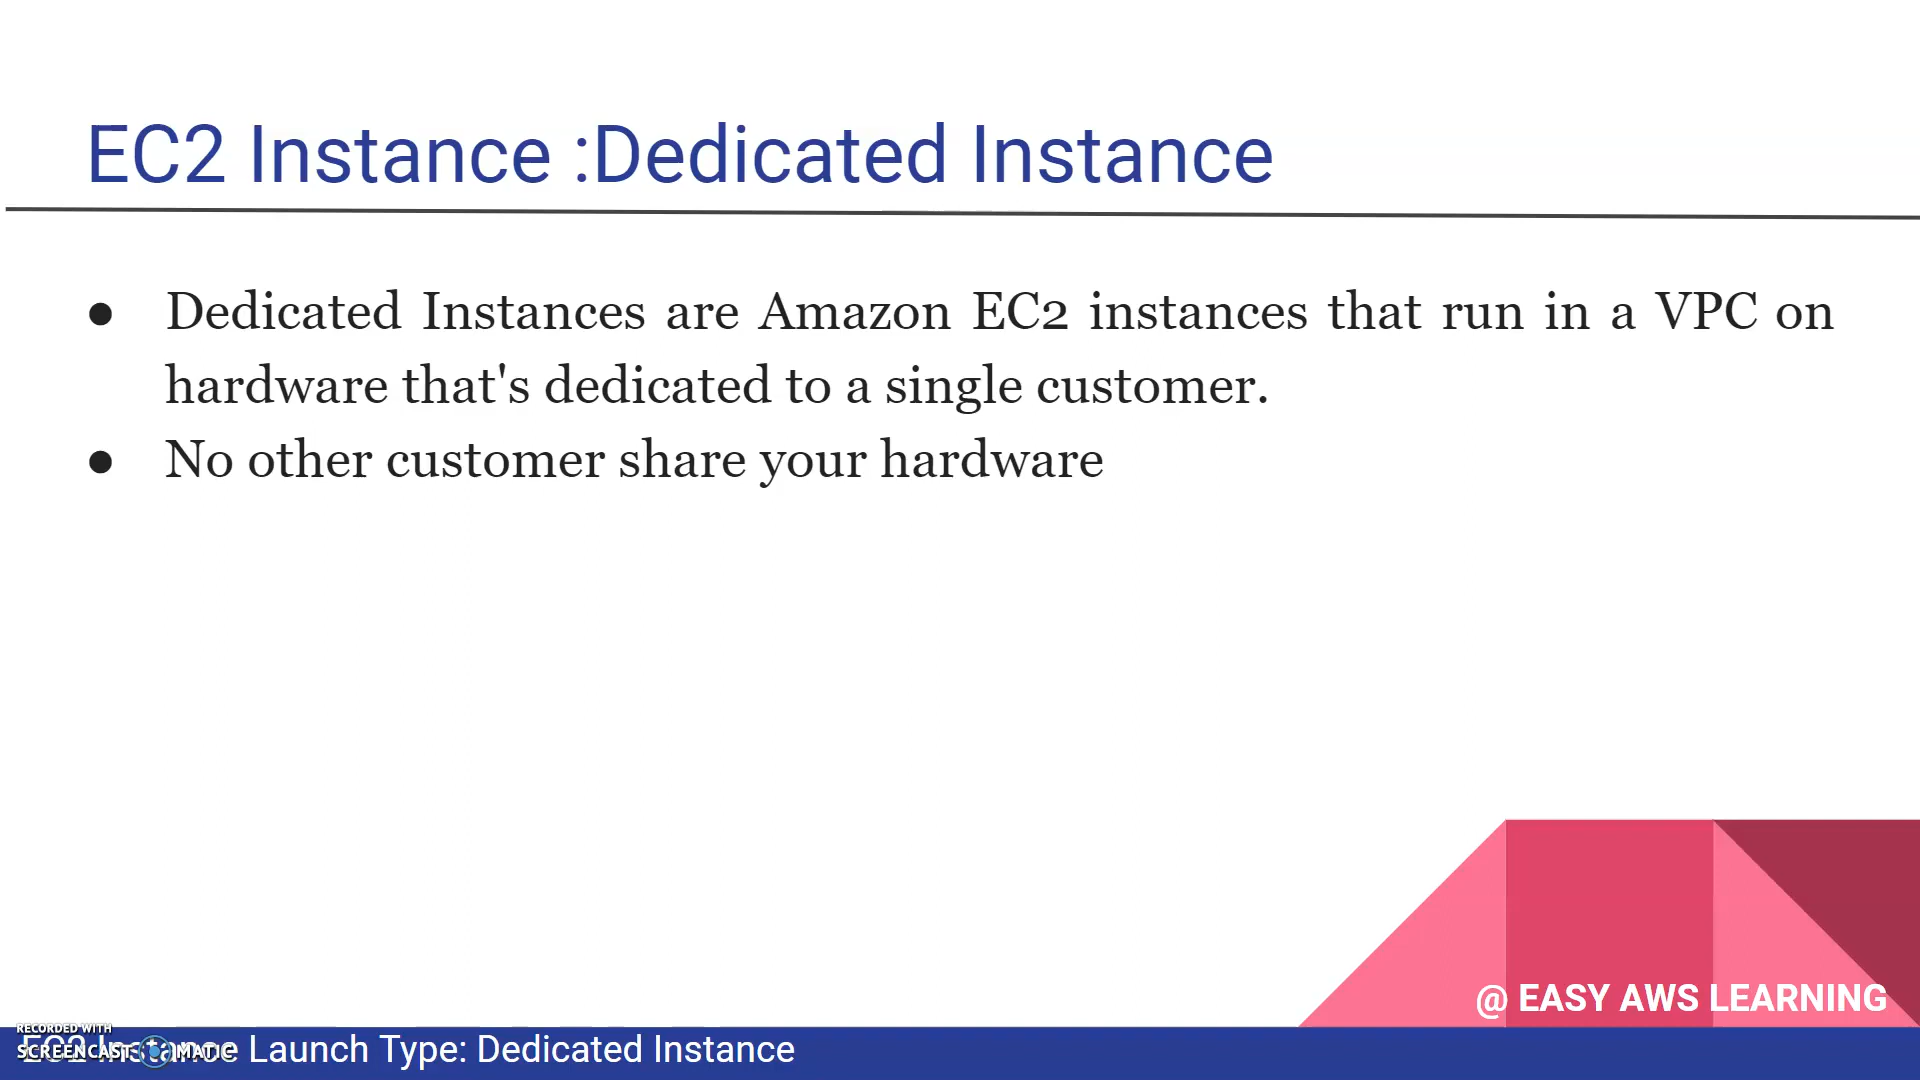 EC2 Instance :Dedicated Instance
● Dedicated Instances are Amazon EC2 instances that run in a VPC on
hardware that's dedicated to a single customer.
● No other customer share your hardware
@ EASY AWS LEARNING
RECORDED WITH
SCREENCAST MATIC
EC2 Instance Launch Type: Dedicated Instance